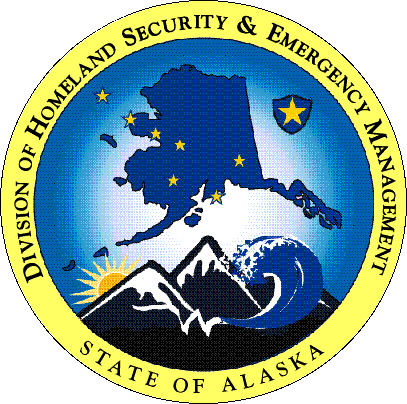 DIVISION OF HOMELAND SECURITY & EMERGENCY MANAGEMENT
STATE OF ALASKA